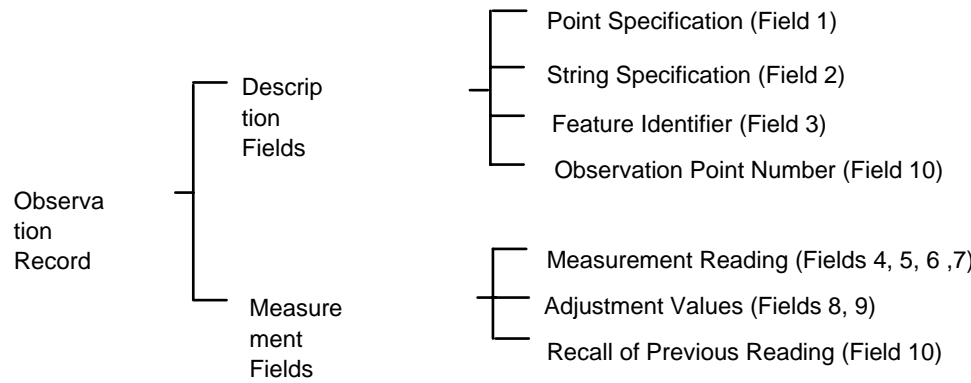 Observa
tion
Record
Descrip
tion
Fields
Point Specification (Field 1)
String Specification (Field 2)
Feature Identifier (Field 3)
Observation Point Number (Field 10)
Measure
ment
Fields
Measurement Reading (Fields 4, 5, 6 ,7)
Adjustment Values (Fields 8, 9)
Recall of Previous Reading (Field 10)